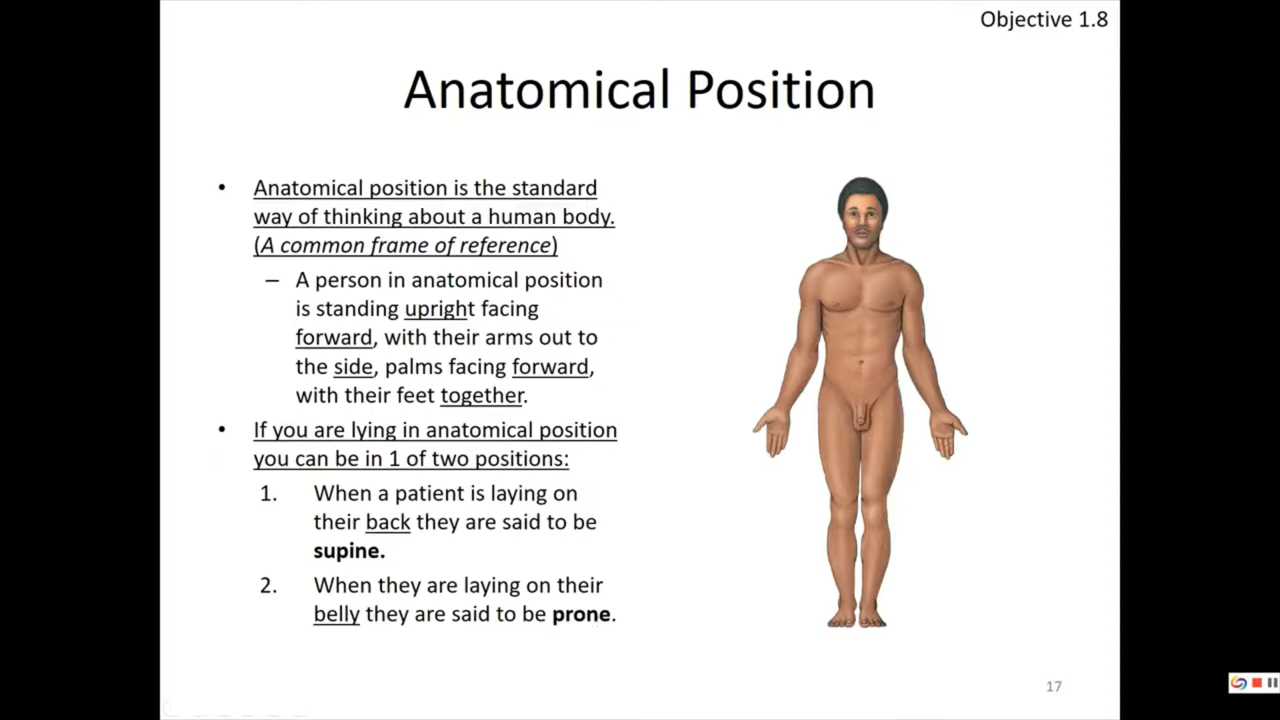 Objective 1.8
Anatomical Position
• Anatomical position is the standard
way of thinking about a human body.
(A common frame of reference)
– A person in anatomical position
is standing upright facing
forward, with their arms out to
the side, palms facing forward,
with their feet together.
• If you are lying in anatomical position
you can be in 1 of two positions:
1. When a patient is laying on
their back they are said to be
supine.
2. When they are laying on their
belly they are said to be prone.
17